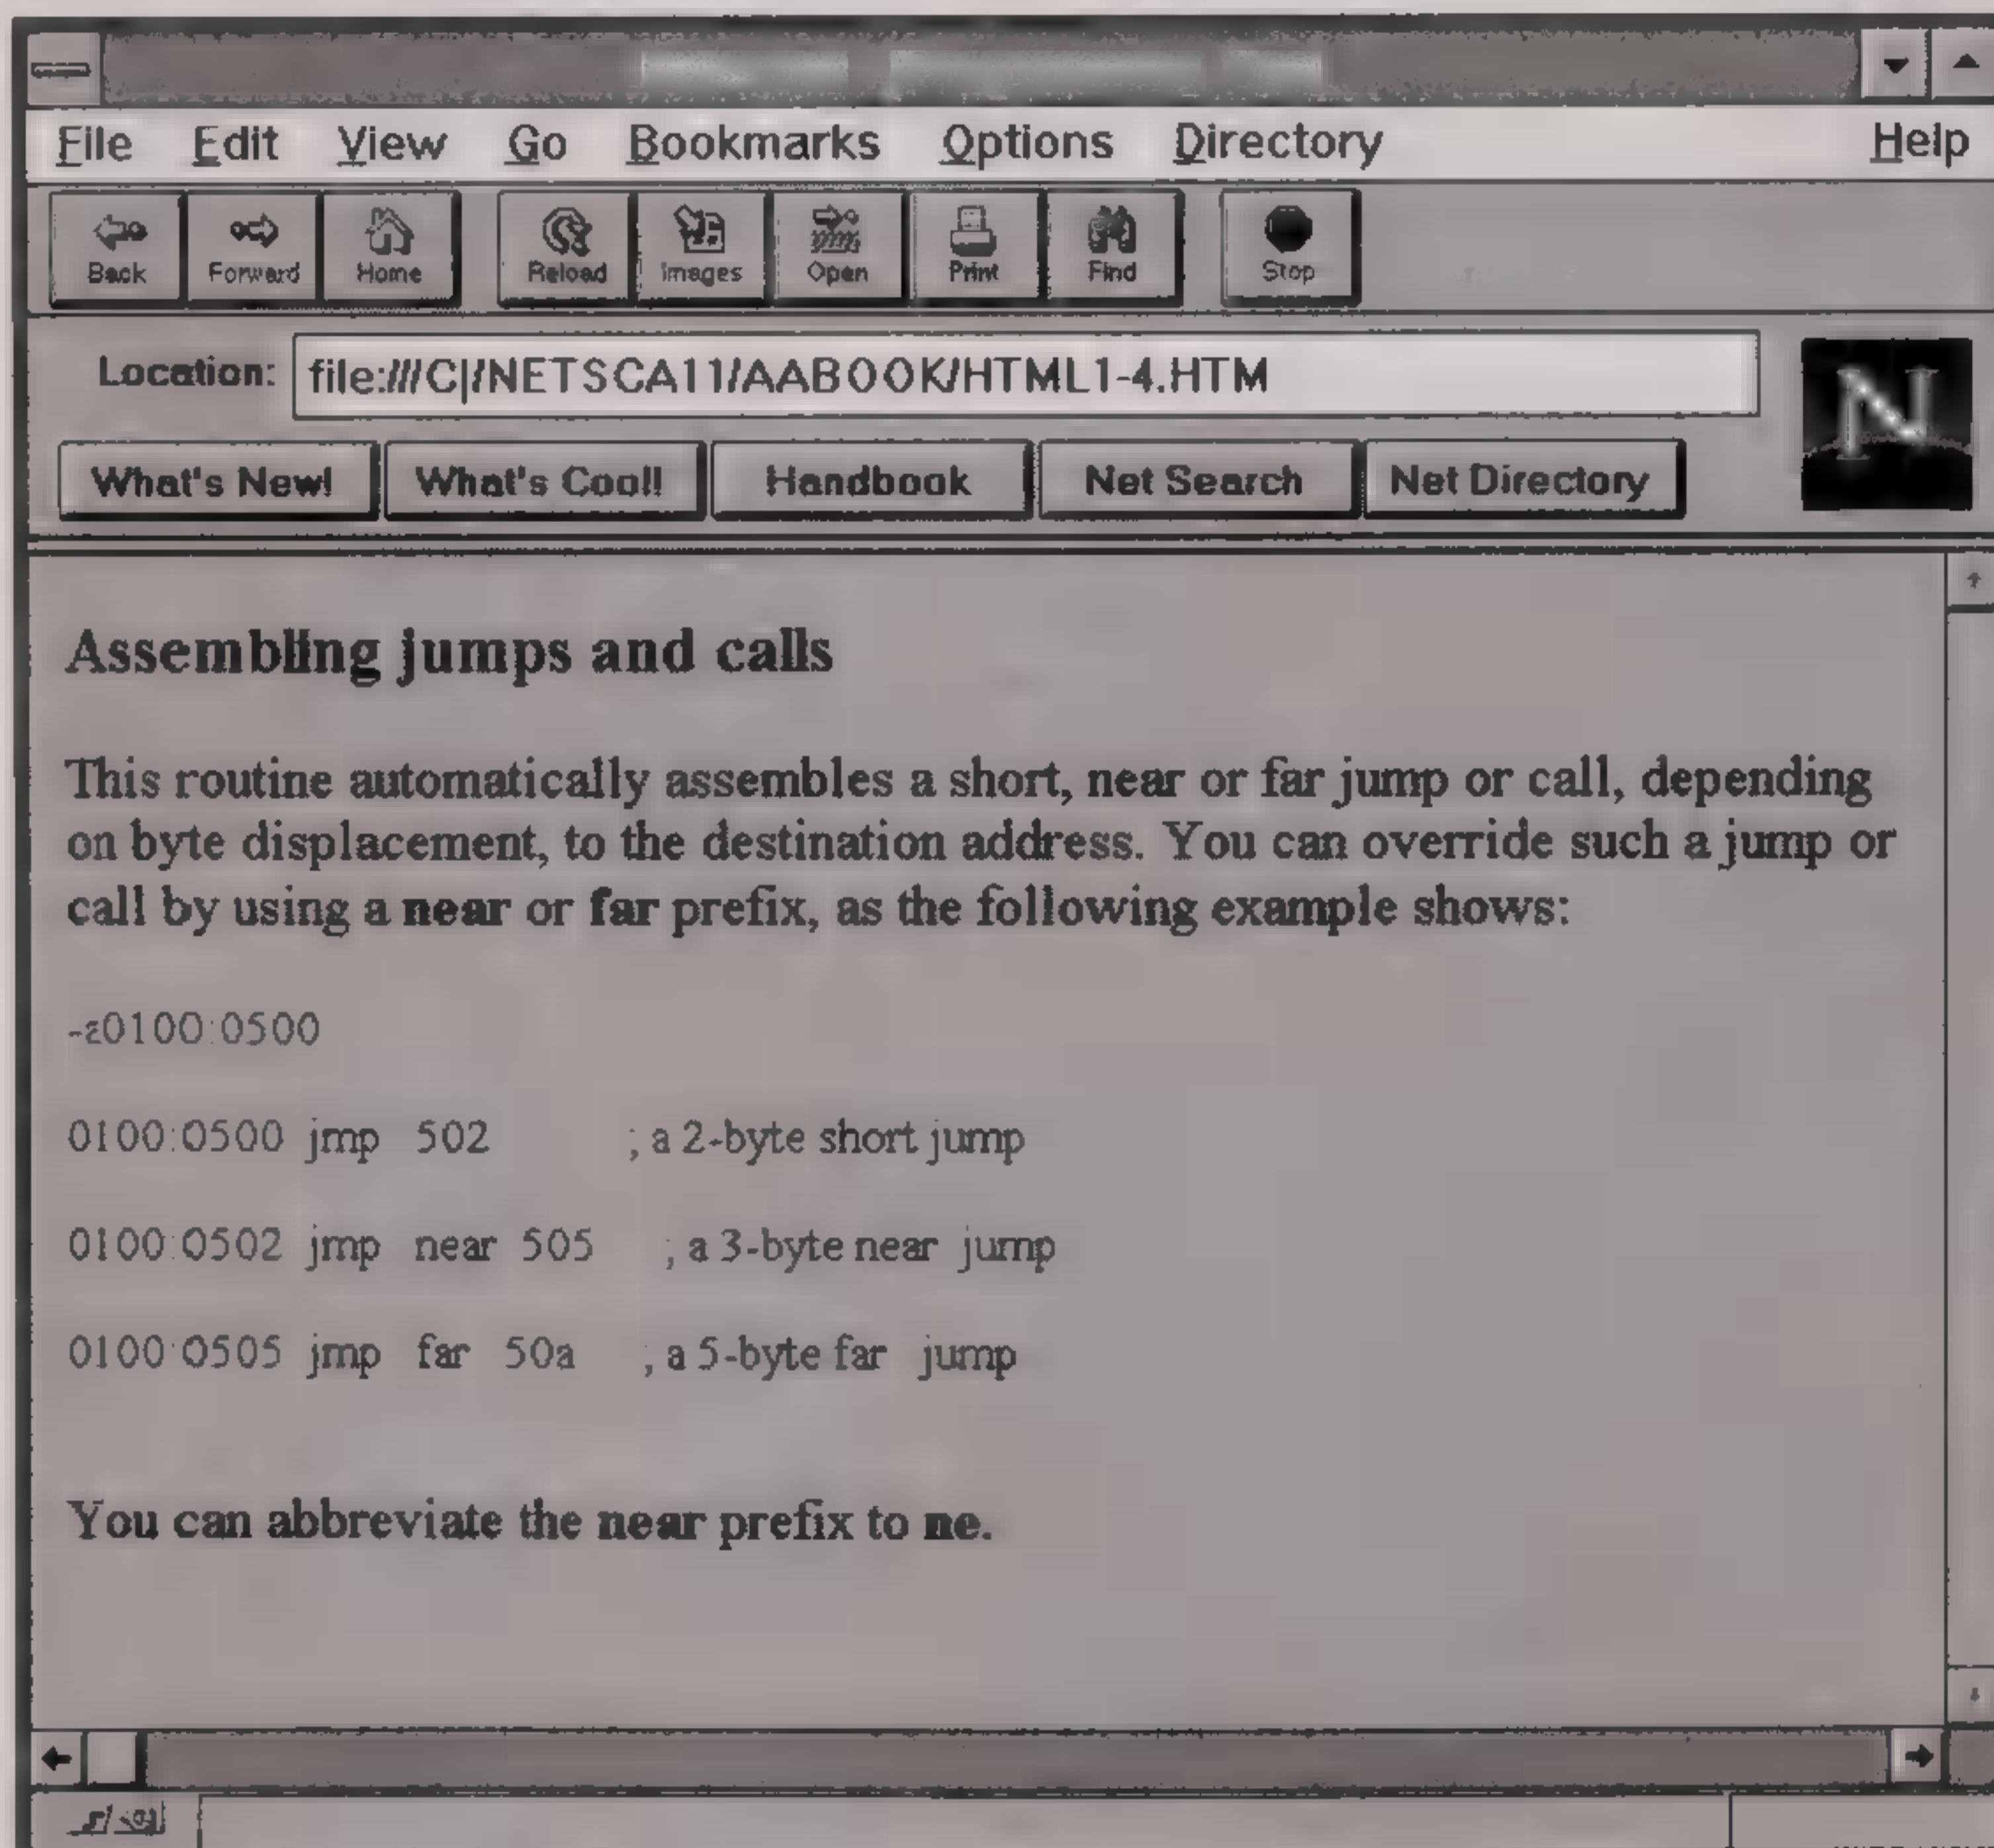 File Edit View Go Bookmarks Options Directory Help
Back Forward Home Reload Images Open Print Find Stop
Location: file:///C|/NETSCA11/AABOOK/HTML1-4.HTM
N
What's New! What's Cool! Handbook Net Search Net Directory
Assembling jumps and calls
This routine automatically assembles a short, near or far jump or call, depending
on byte displacement, to the destination address. You can override such a jump or
call by using a near or far prefix, as the following example shows:
-a0100:0500
0100:0500 jmp 502 ; a 2-byte short jump
0100:0502 jmp near 505 ; a 3-byte near jump
0100:0505 jmp far 50a ; a 5-byte far jump
You can abbreviate the near prefix to ne.